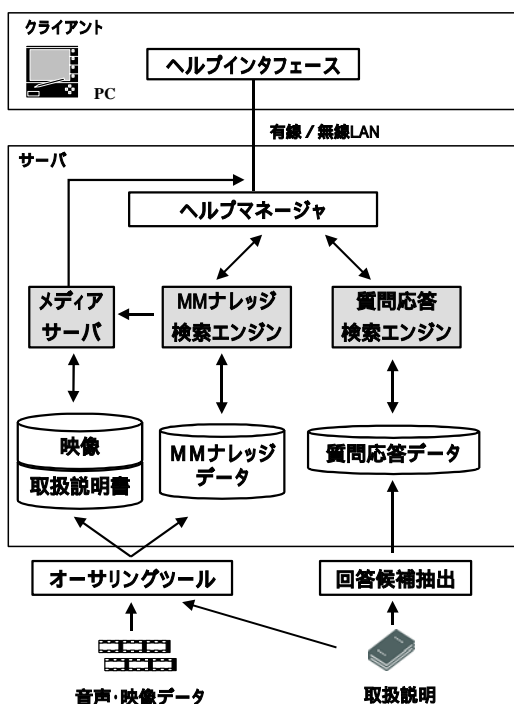 クライアント
ヘルプインタフェース
PC
有線／無線LAN
サーバ
ヘルプマネージャ
メディア
サーバ
MMナレッジ
検索エンジン
質問応答
検索エンジン
映像
取扱説明書
MMナレッジ
データ
質問応答データ
オーサリングツール
回答候補抽出
音声・映像データ
取扱説明